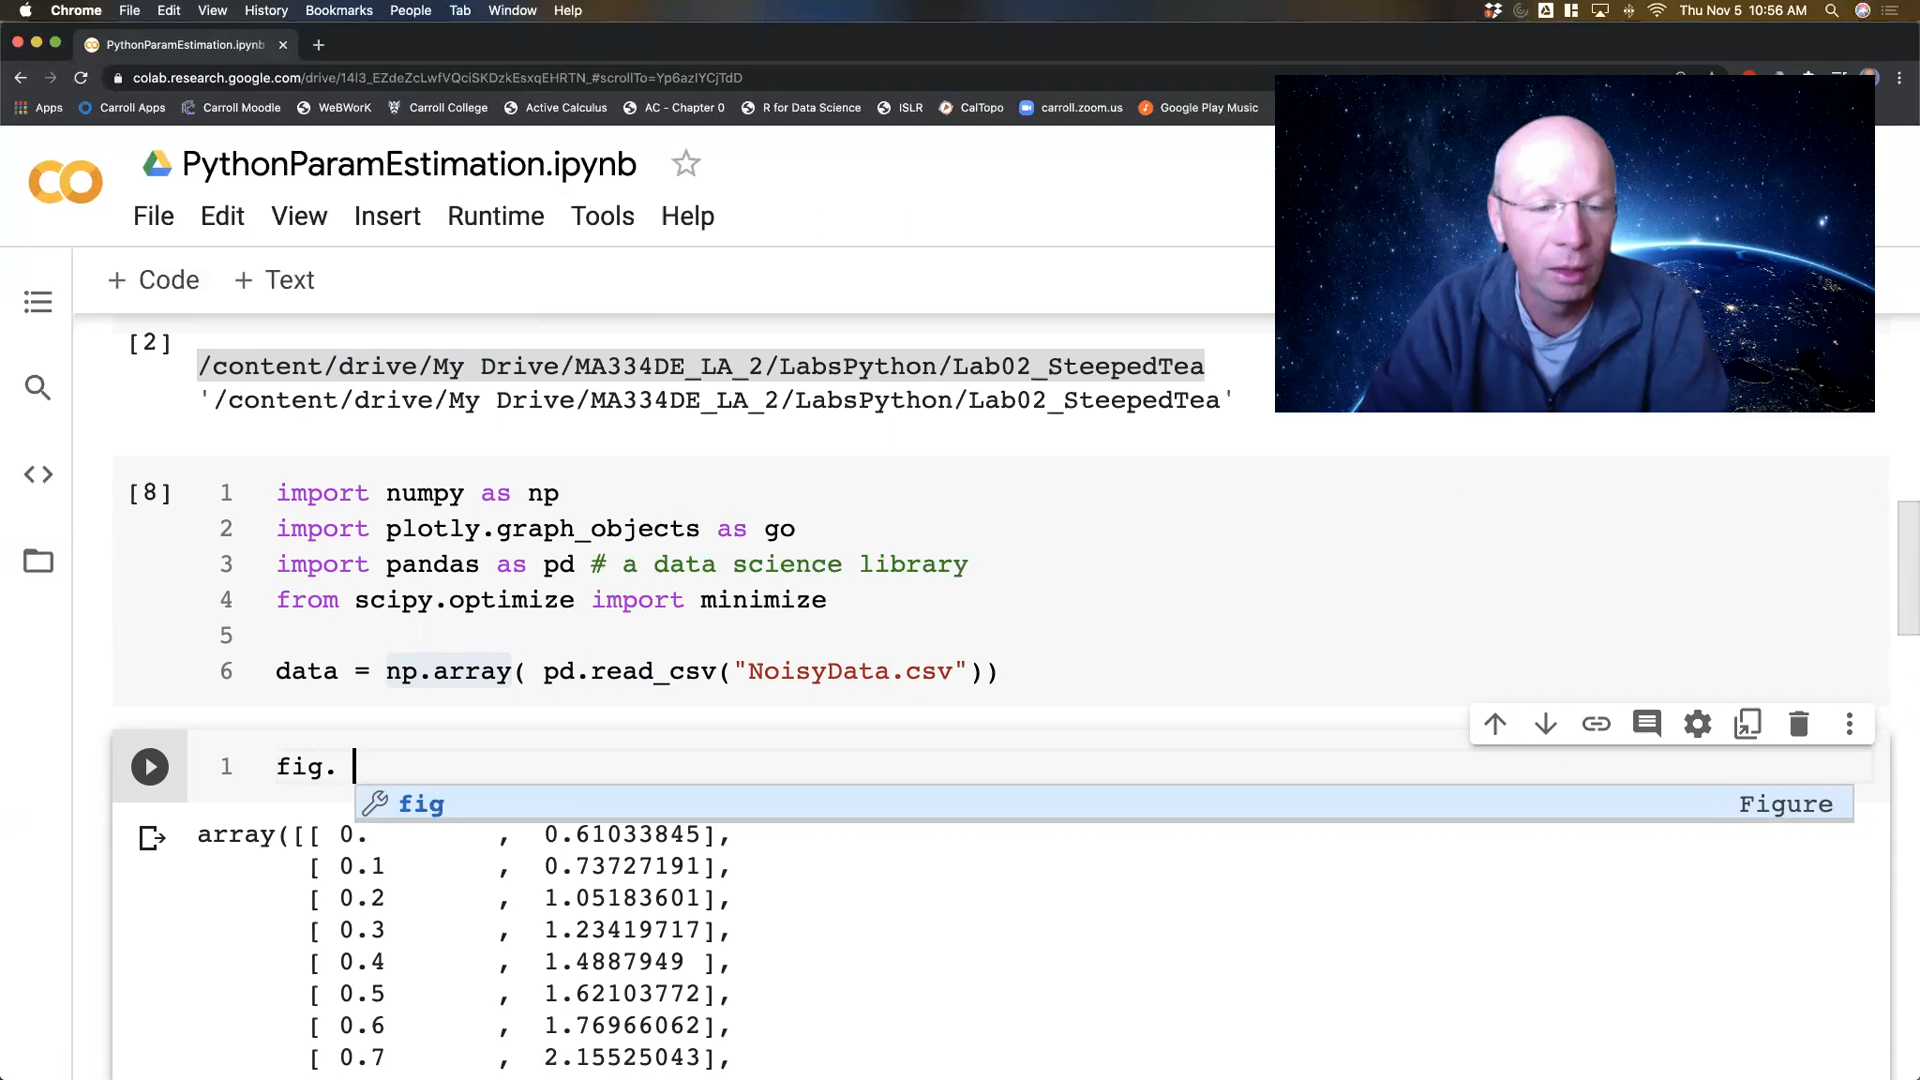 Chrome File Edit View History Bookmarks People Tab Window Help Thu Nov 5 10:56 AM
PythonParamEstimation.ipynb
colab.research.google.com/drive/14l3_EZdeZcLwfVQciSKDzkEsxqEHRTN_#scrollTo=Yp6azIYCjTdD
Apps Carroll Apps Carroll Moodle WeBWorK Carroll College Active Calculus AC - Chapter 0 R for Data Science ISLR CalTopo carroll.zoom.us Google Play Music
PythonParamEstimation.ipynb
File Edit View Insert Runtime Tools Help
+ Code + Text
[2]
/content/drive/My Drive/MA334DE_LA_2/LabsPython/Lab02_SteepedTea
'/content/drive/My Drive/MA334DE_LA_2/LabsPython/Lab02_SteepedTea'
[8] 1 import numpy as np
2 import plotly.graph_objects as go
3 import pandas as pd # a data science library
4 from scipy.optimize import minimize
5
6 data = np.array( pd.read_csv("NoisyData.csv"))
1 fig.
fig Figure
array([[ 0. , 0.61033845],
[ 0.1 , 0.73727191],
[ 0.2 , 1.05183601],
[ 0.3 , 1.23419717],
[ 0.4 , 1.4887949 ],
[ 0.5 , 1.62103772],
[ 0.6 , 1.76966062],
[ 0.7 , 2.15525043],